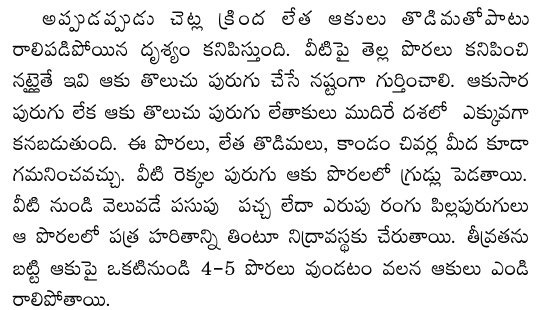 అప్పుడప్పుడు చెట్ల క్రింద లేత ఆకులు తొడిమతోపాటు
రాలిపడిపోయిన దృశ్యం కనిపిస్తుంది. వీటిపై తెల్ల పొరలు కనిపించి
నట్లైతే ఇవి ఆకు తొలుచు పురుగు చేసే నష్టంగా గుర్తించాలి. ఆకుసార
పురుగు లేక ఆకు తొలుచు పురుగు లేతాకులు ముదిరే దశలో ఎక్కువగా
కనబడుతుంది. ఈ పొరలు, లేత తొడిమలు, కాండం చివర్ల మీద కూడా
గమనించవచ్చు. వీటి రెక్కల పురుగు ఆకు పొరలలో గ్రుడ్లు పెడతాయి.
వీటి నుండి వెలువడే పసుపు పచ్చ లేదా ఎరుపు రంగు పిల్లపురుగులు
ఆ పొరలలో పత్ర హరితాన్ని తింటూ నిద్రావస్థకు చేరుతాయి. తీవ్రతను
బట్టి ఆకుపై ఒకటినుండి 4-5 పొరలు వుండటం వలన ఆకులు ఎండి
రాలిపోతాయి.